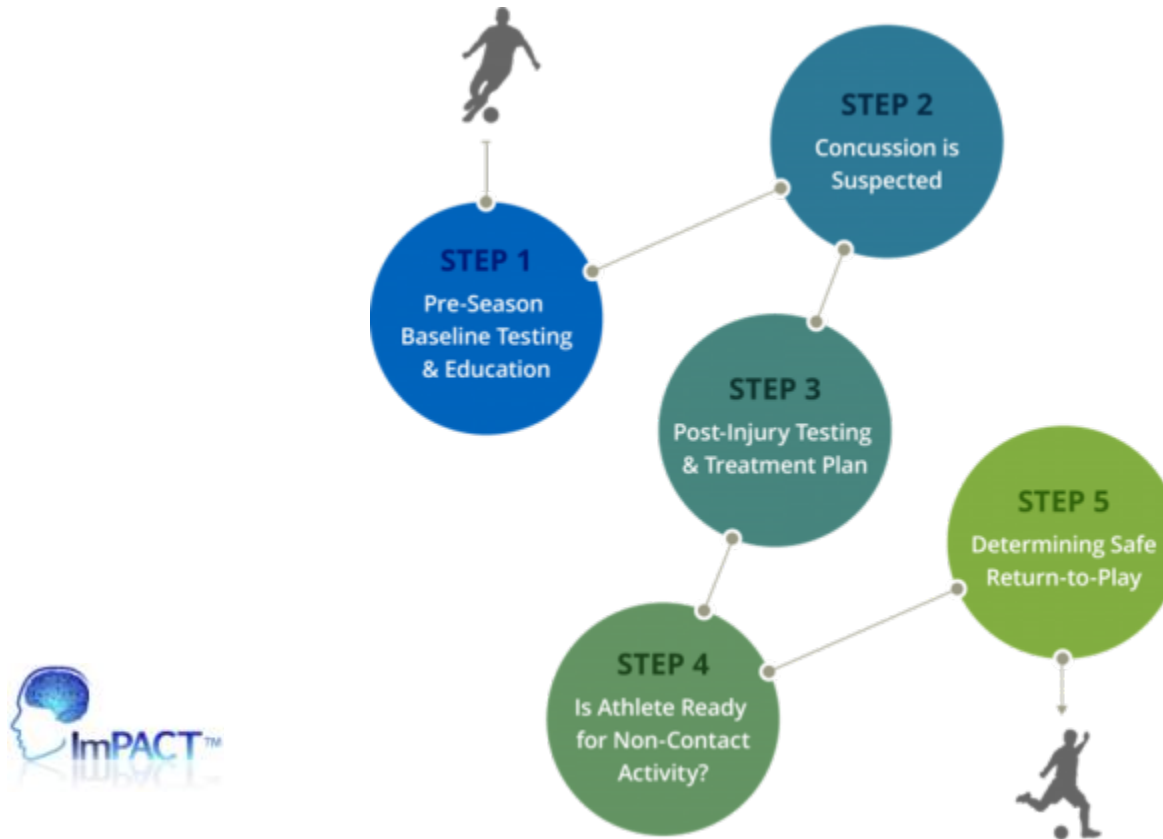 STEP 1
Pre-Season
Baseline Testing
& Education
STEP 2
Concussion is
Suspected
STEP 3
Post-Injury Testing
& Treatment Plan
STEP 4
Is Athlete Ready
for Non-Contact
Activity?
STEP 5
Determining Safe
Return-to-Play
ImPACT™